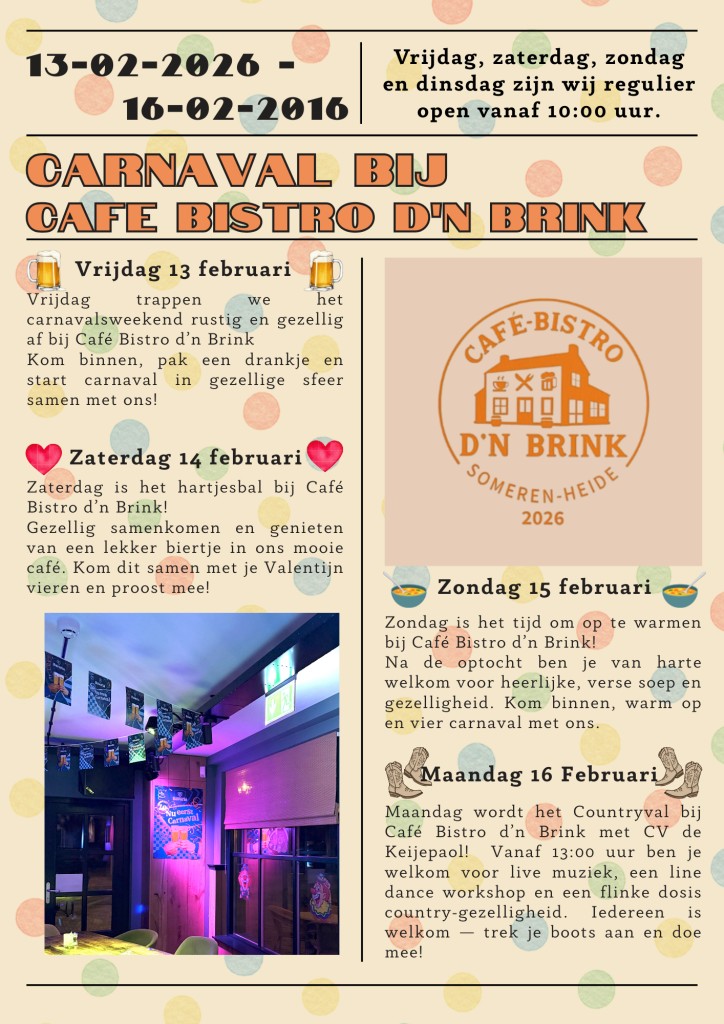 13-02-2026 -
16-02-2016
Vrijdag, zaterdag, zondag
en dinsdag zijn wij regulier
open vanaf 10:00 uur.
CARNAVAL BIJ
CAFE BISTRO D'N BRINK
Vrijdag 13 februari
Vrijdag trappen we het
carnavalsweekend rustig en gezellig
af bij Café Bistro d’n Brink
Kom binnen, pak een drankje en
start carnaval in gezellige sfeer
samen met ons!
Zaterdag 14 februari
Zaterdag is het hartjesbal bij Café
Bistro d’n Brink!
Gezellig samenkomen en genieten
van een lekker biertje in ons mooie
café. Kom dit samen met je Valentijn
vieren en proost mee!
Nu eerst
Carnaval
CAFÉ-BISTRO
D'N BRINK
SOMEREN-HEIDE
2026
Zondag 15 februari
Zondag is het tijd om op te warmen
bij Café Bistro d’n Brink!
Na de optocht ben je van harte
welkom voor heerlijke, verse soep en
gezelligheid. Kom binnen, warm op
en vier carnaval met ons.
Maandag 16 Februari
Maandag wordt het Countryval bij
Café Bistro d’n Brink met CV de
Keijepaol! Vanaf 13:00 uur ben je
welkom voor live muziek, een line
dance workshop en een flinke dosis
country-gezelligheid. Iedereen is
welkom — trek je boots aan en doe
mee!